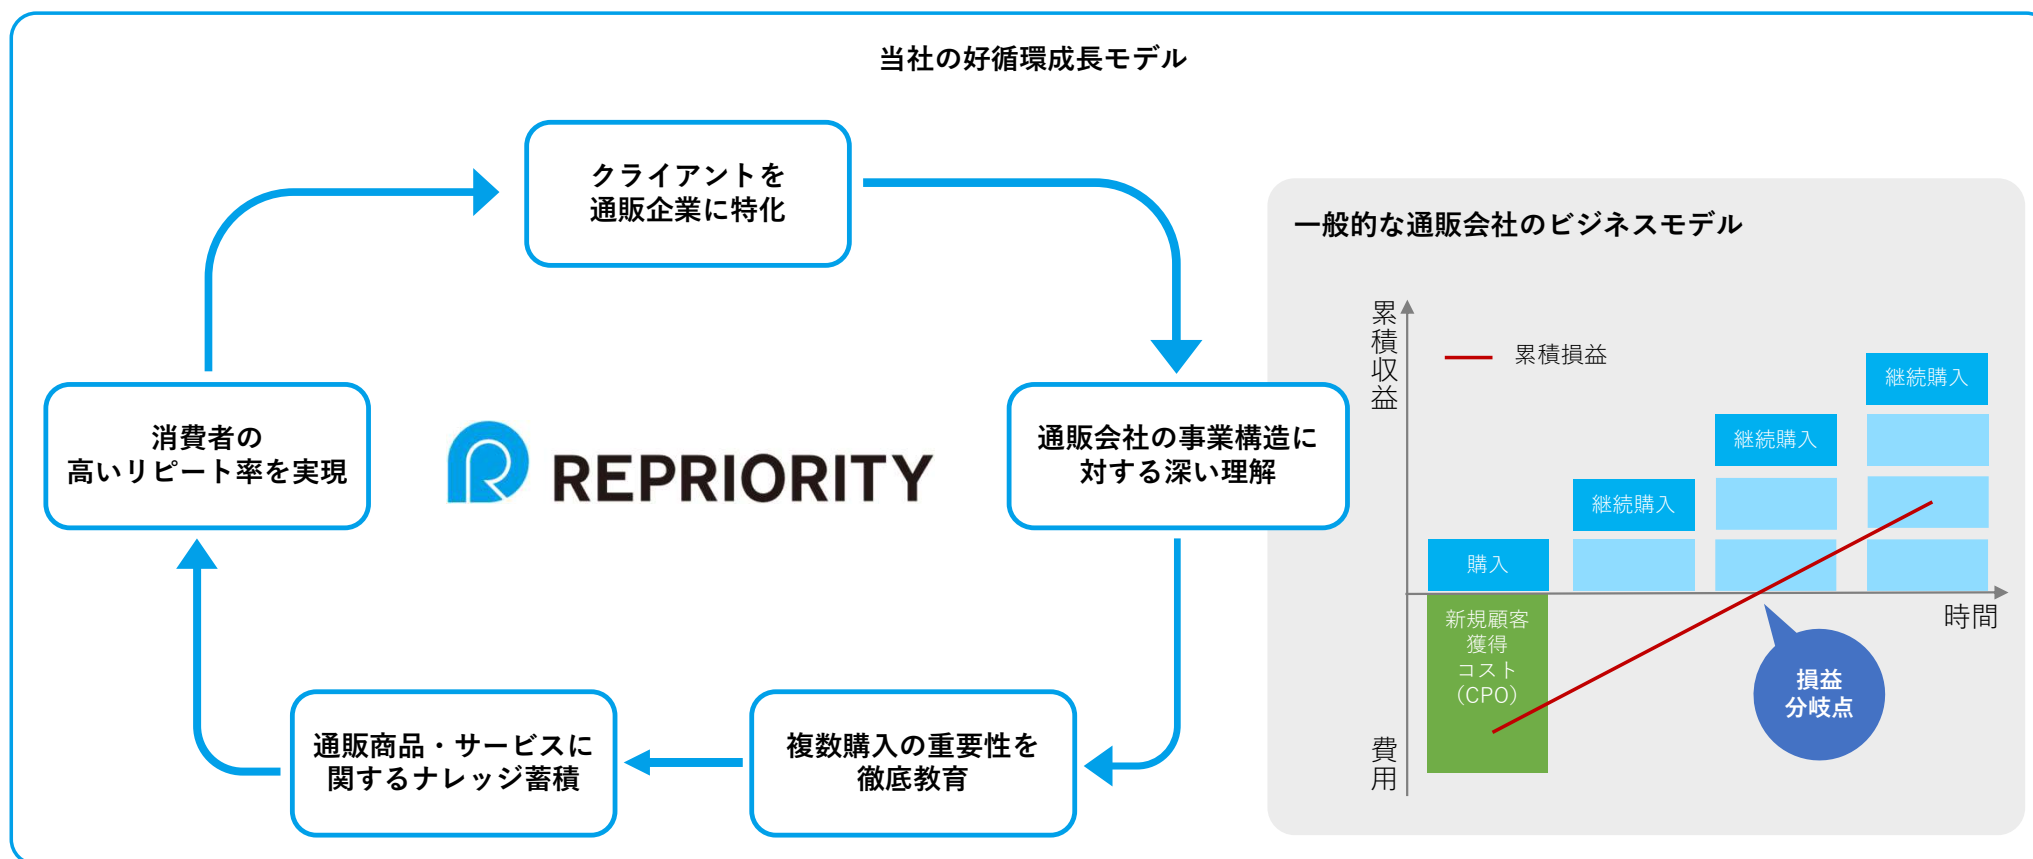 当社の好循環成長モデル
クライアントを
通販企業に特化
通販会社の事業構造に
対する深い理解
複数購入の重要性を
徹底教育
通販商品・サービスに
関するナレッジ蓄積
消費者の
高いリピート率を実現
REPRIORITY
一般的な通販会社のビジネスモデル
累積収益
累積損益
継続購入
継続購入
継続購入
購入
時間
新規顧客
獲得
コスト
（CPO）
費用
損益
分岐点